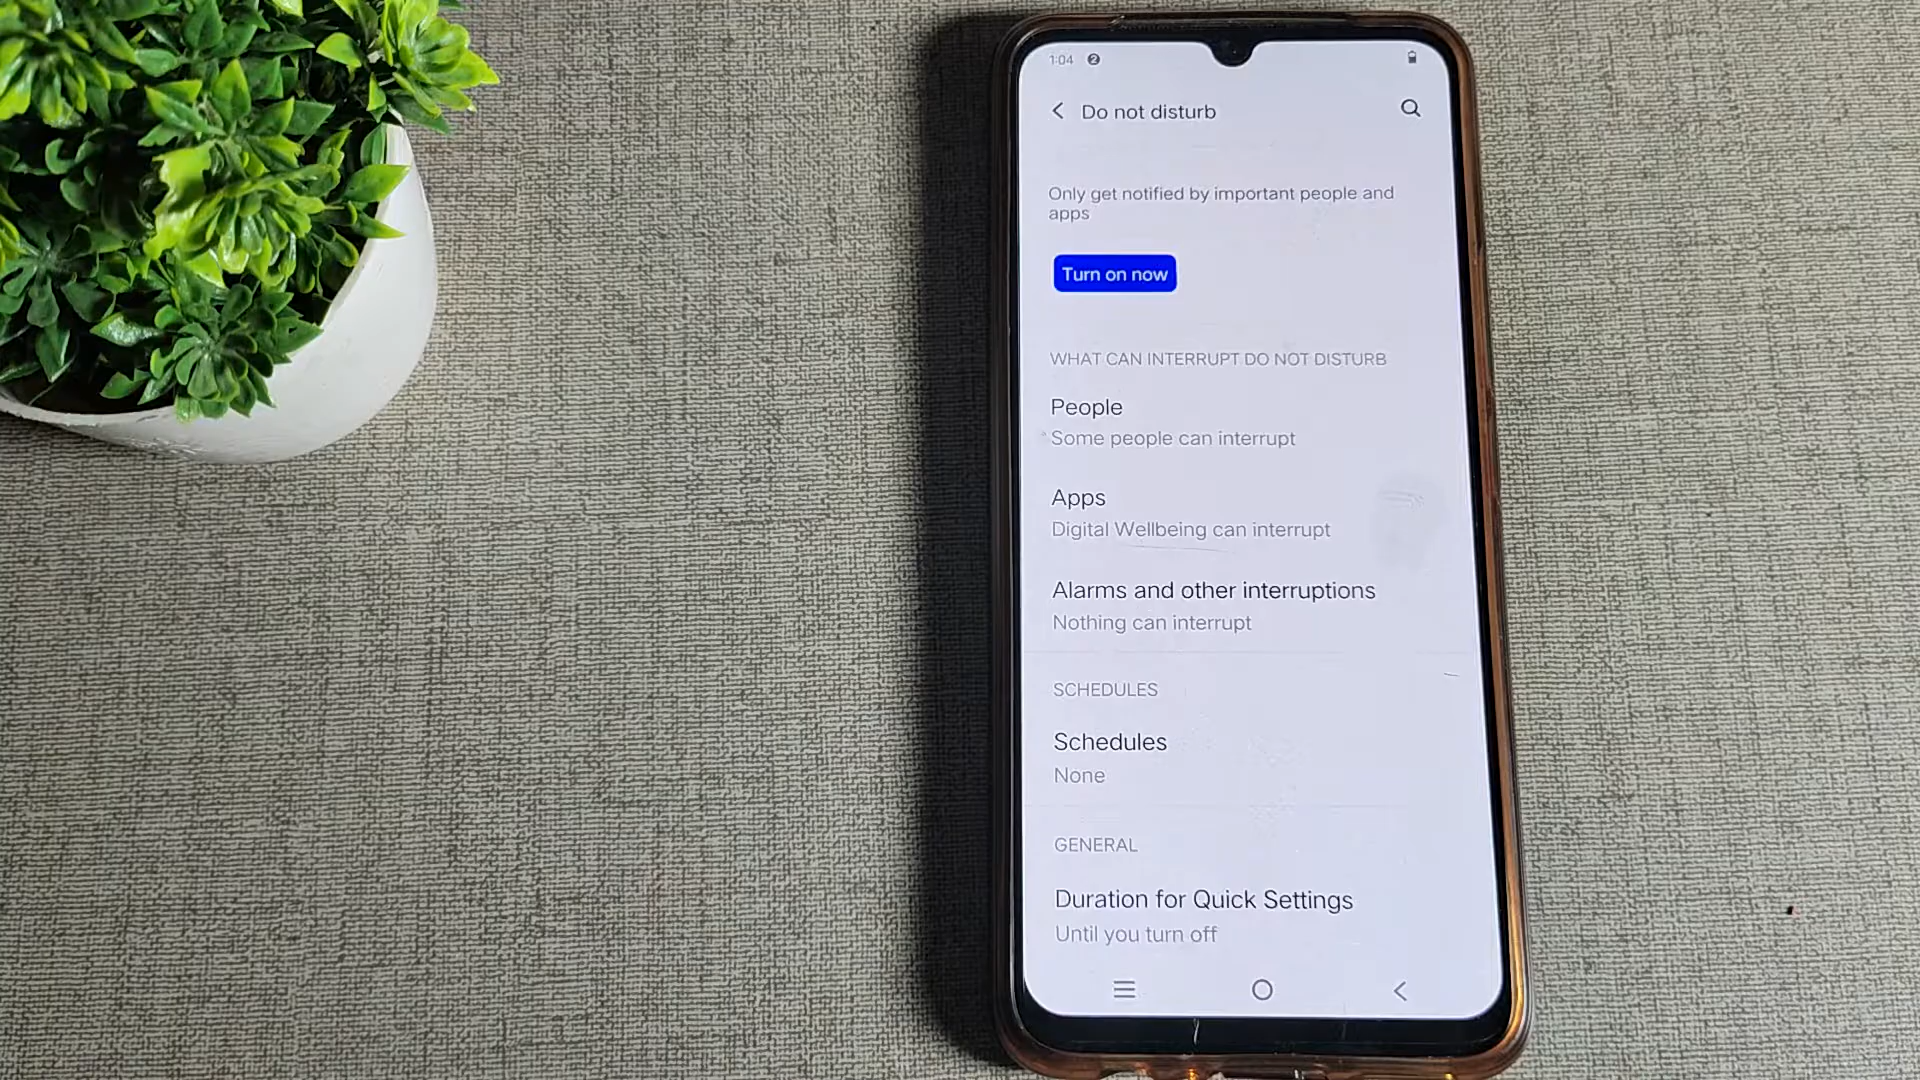 1:04 2
Do not disturb
Only get notified by important people and
apps
Turn on now
WHAT CAN INTERRUPT DO NOT DISTURB
People
Some people can interrupt
Apps
Digital Wellbeing can interrupt
Alarms and other interruptions
Nothing can interrupt
SCHEDULES
Schedules
None
GENERAL
Duration for Quick Settings
Until you turn off